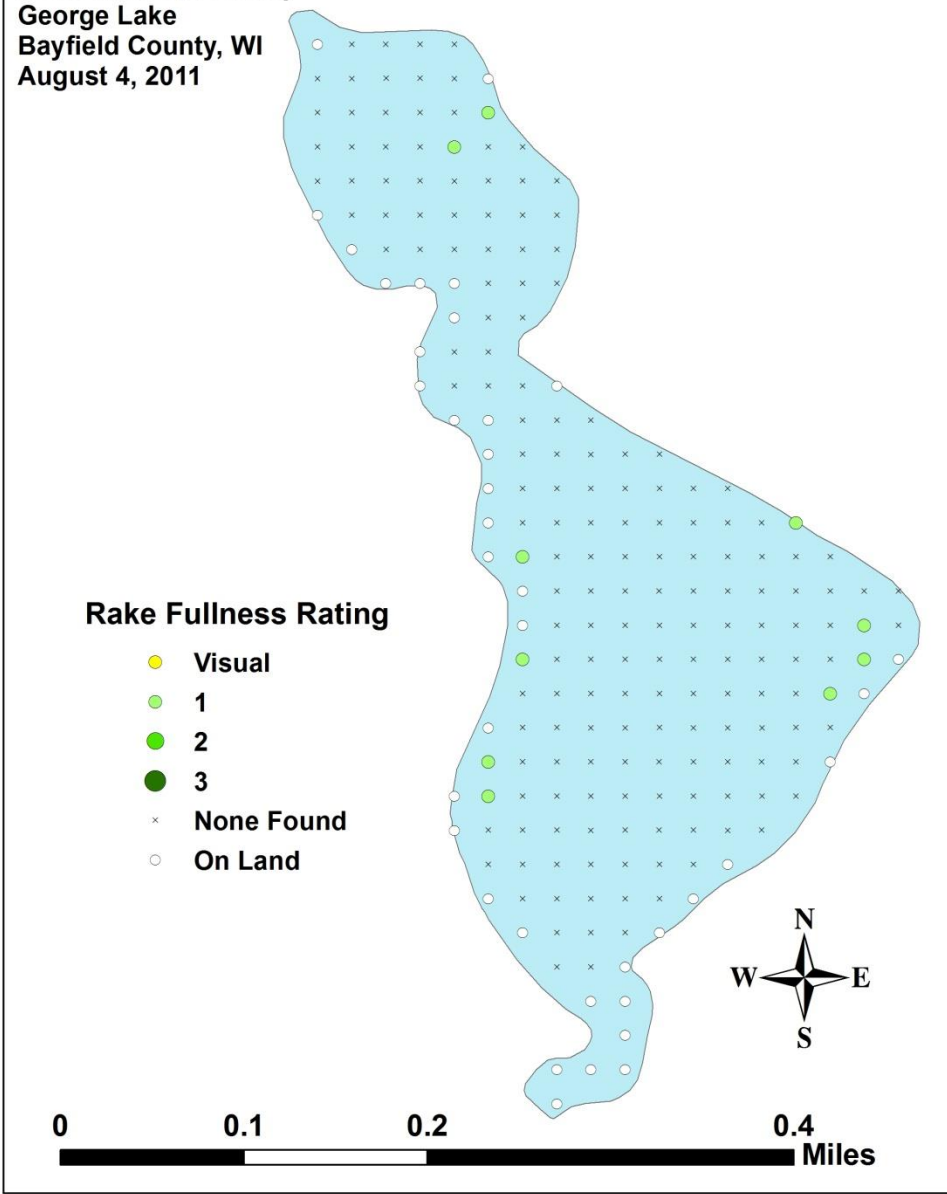 George Lake
Bayfield County, WI
August 4, 2011
Rake Fullness Rating
Visual
1
2
3
None Found
On Land
N
W E
S
0 0.1 0.2 0.4
Miles